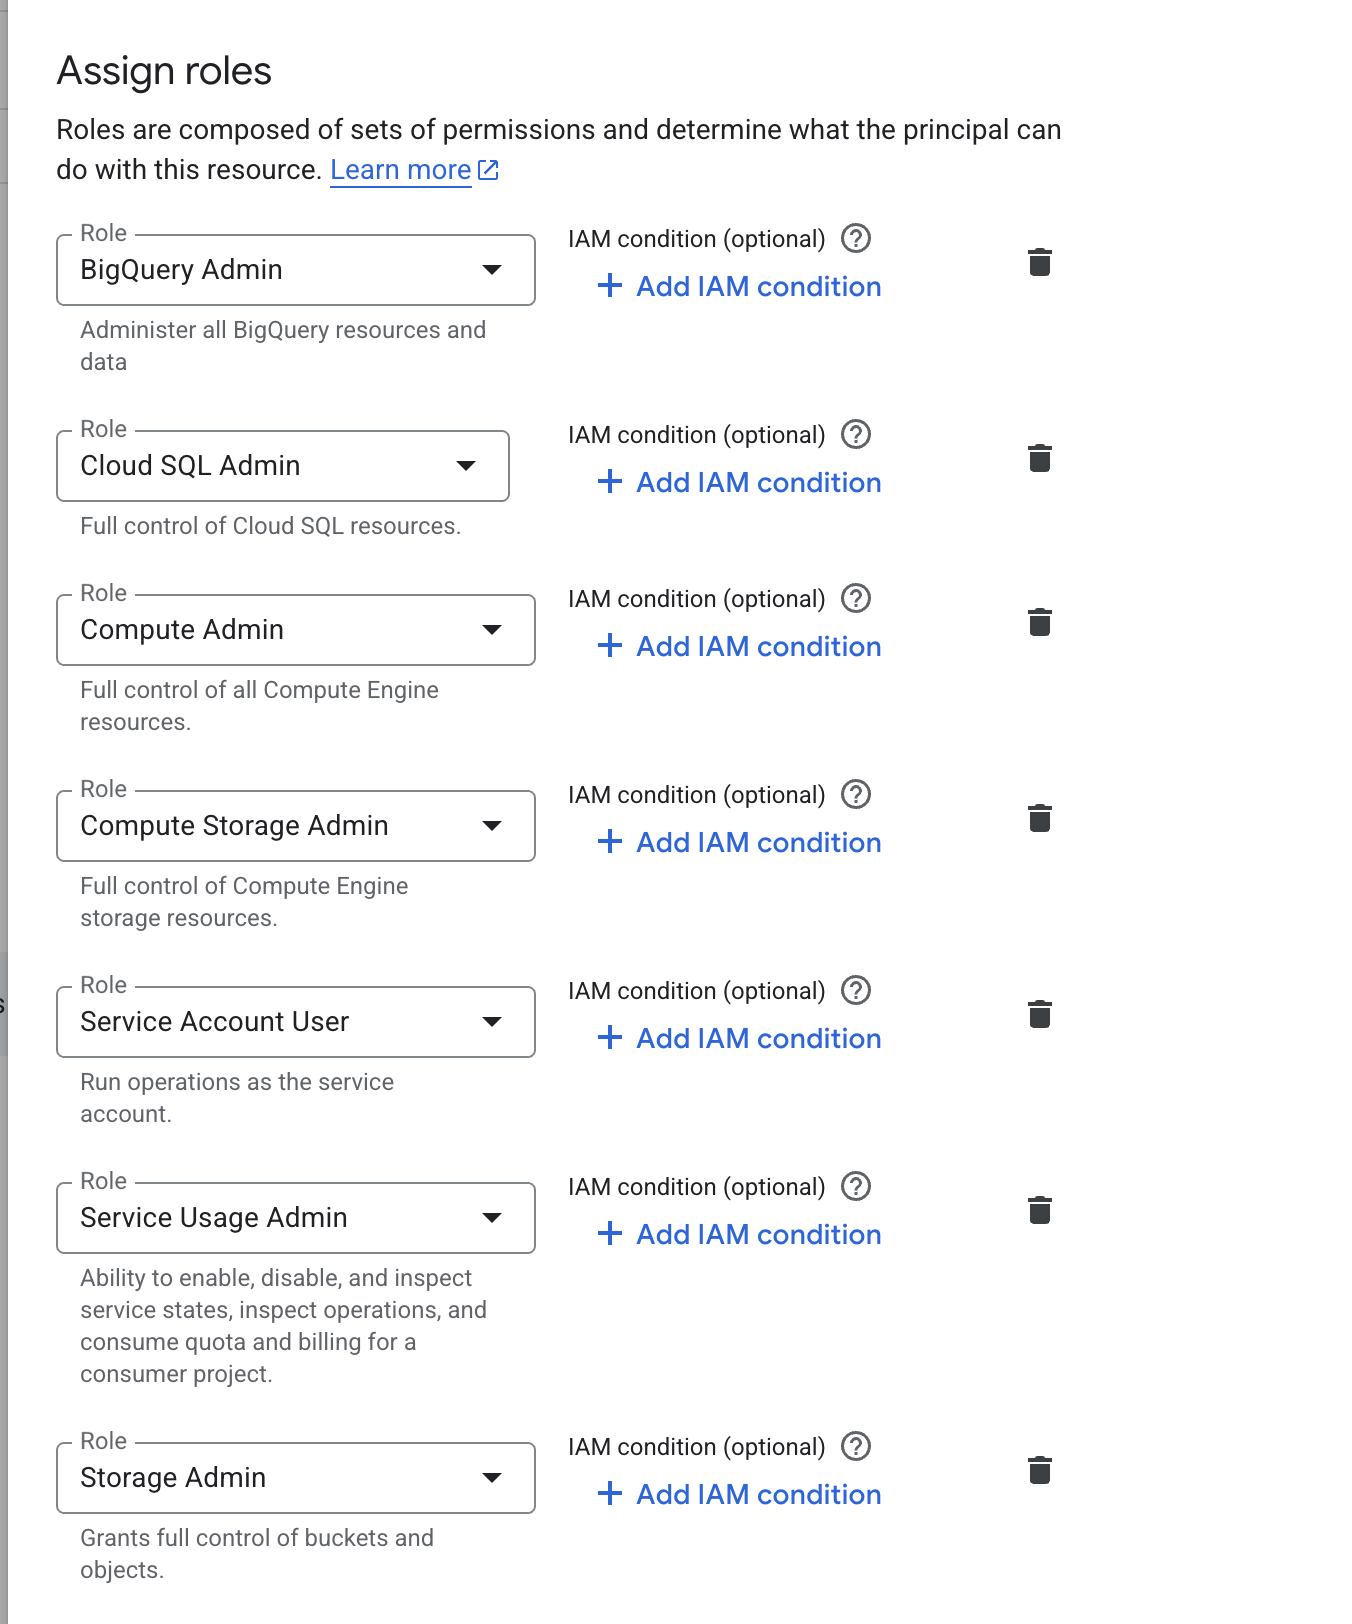 Assign roles
Roles are composed of sets of permissions and determine what the principal can
do with this resource. Learn more
Role
BigQuery Admin
IAM condition (optional)
Add IAM condition
Administer all BigQuery resources and
data
Role
Cloud SQL Admin
IAM condition (optional)
Add IAM condition
Full control of Cloud SQL resources.
Role
Compute Admin
IAM condition (optional)
Add IAM condition
Full control of all Compute Engine
resources.
Role
Compute Storage Admin
IAM condition (optional)
Add IAM condition
Full control of Compute Engine
storage resources.
Role
Service Account User
IAM condition (optional)
Add IAM condition
Run operations as the service
account.
Role
Service Usage Admin
IAM condition (optional)
Add IAM condition
Ability to enable, disable, and inspect
service states, inspect operations, and
consume quota and billing for a
consumer project.
Role
Storage Admin
IAM condition (optional)
Add IAM condition
Grants full control of buckets and
objects.